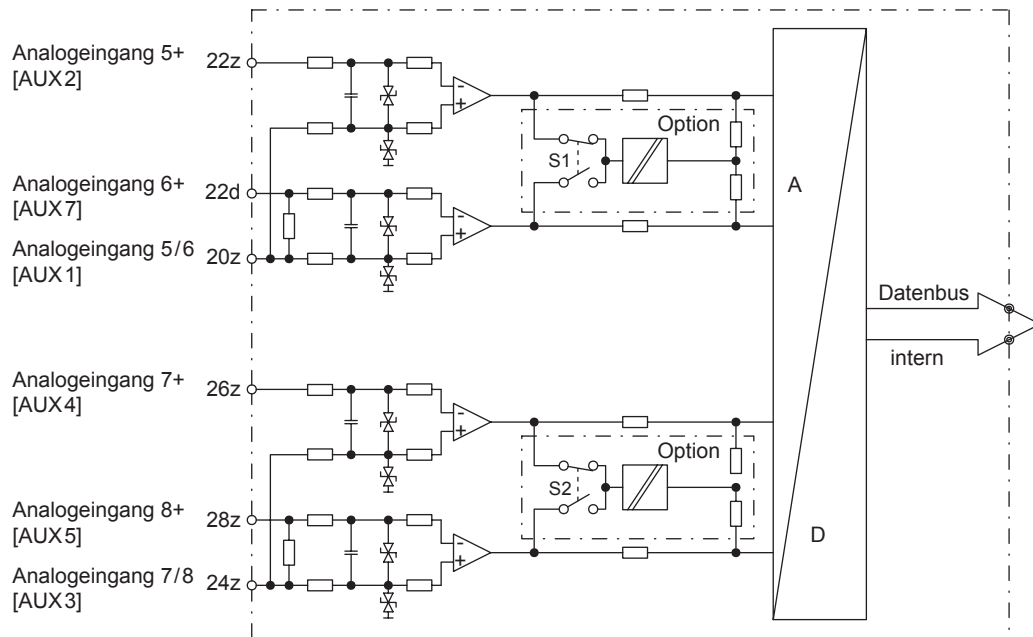 Analogeingang 5+
[AUX2]
22z
Option
S1
Analogeingang 6+
[AUX7]
22d
A
Analogeingang 5/6
[AUX1]
20z
Datenbus
intern
Analogeingang 7+
[AUX4]
26z
Option
S2
Analogeingang 8+
[AUX5]
28z
D
Analogeingang 7/8
[AUX3]
24z